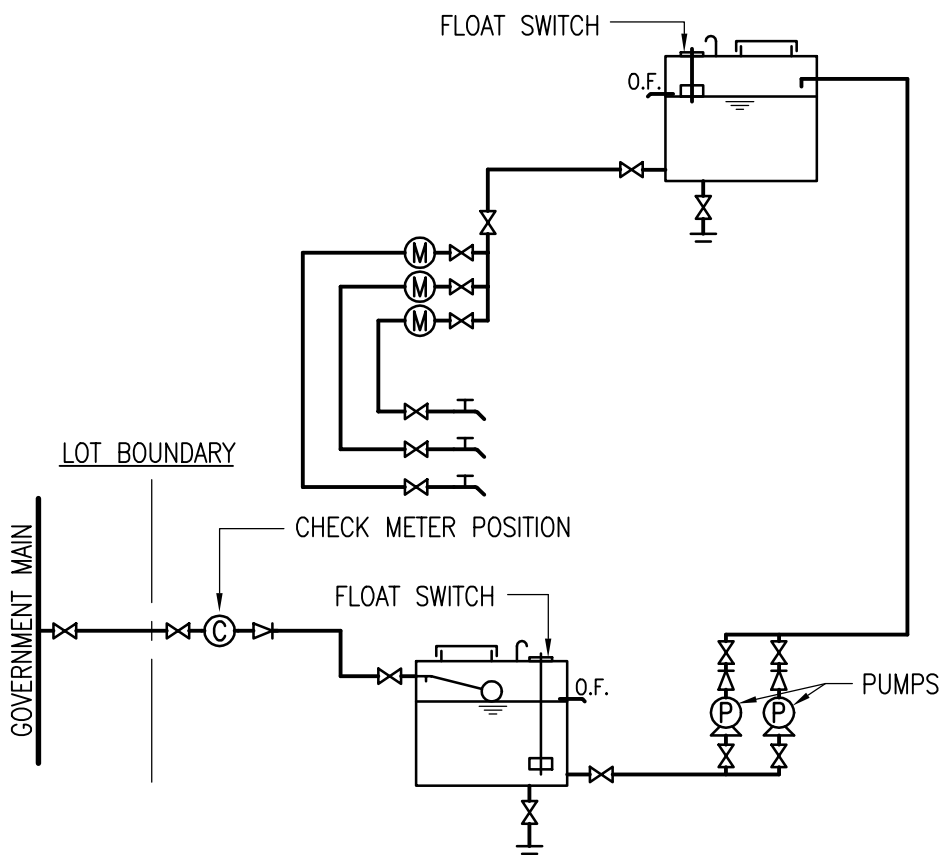 FLOAT SWITCH
O.F.
M
M
M
LOT BOUNDARY
CHECK METER POSITION
GOVERNMENT MAIN
FLOAT SWITCH
C
O.F.
PUMPS
P P